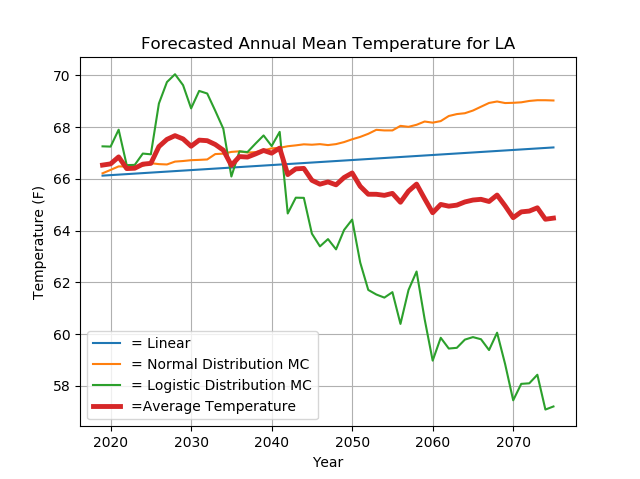 Forecasted Annual Mean Temperature for LA
70
68
66
64
62
60
58
Temperature (F)
= Linear
= Normal Distribution MC
= Logistic Distribution MC
=Average Temperature
2020 2030 2040 2050 2060 2070
Year